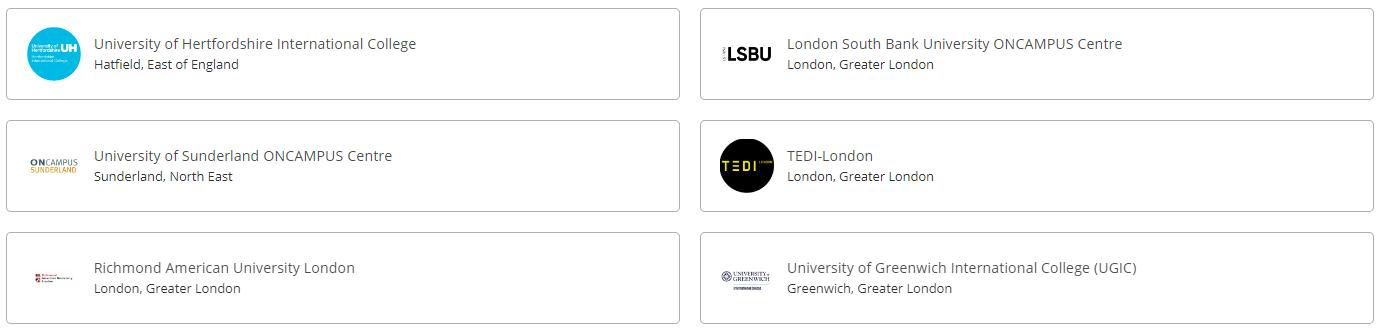 University of Hertfordshire UH
Hertfordshire International College
University of Hertfordshire International College
Hatfield, East of England
LSBU
London South Bank University ONCAMPUS Centre
London, Greater London
ONCAMPUS
SUNDERLAND
University of Sunderland ONCAMPUS Centre
Sunderland, North East
TEDI LONDON
TEDI-London
London, Greater London
Richmond American University London
London, Greater London
UNIVERSITY of
GREENWICH
University of Greenwich International College (UGIC)
Greenwich, Greater London